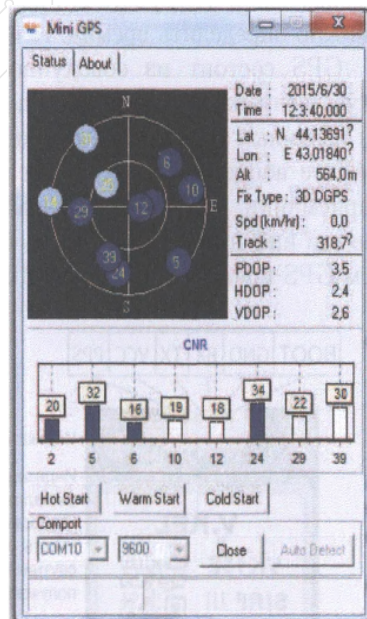 Mini GPS
Status About
Date : 2015/6/30
Time : 12:3:40,000
Lat : N 44,13691?
Lon : E 43,01840?
Alt : 564,0m
Fix Type : 3D DGPS
Spd (km/hr) : 0,0
Track : 318,7?
PDOP : 3,5
HDOP : 2,4
VDOP : 2,6
N
6
10
E
29
12
39
24
5
S
CNR
20 32 16 19 18 34 22 30
2 5 6 10 12 24 29 39
Hot Start Warm Start Cold Start
Comport
COM10 9600 Close Auto Detect